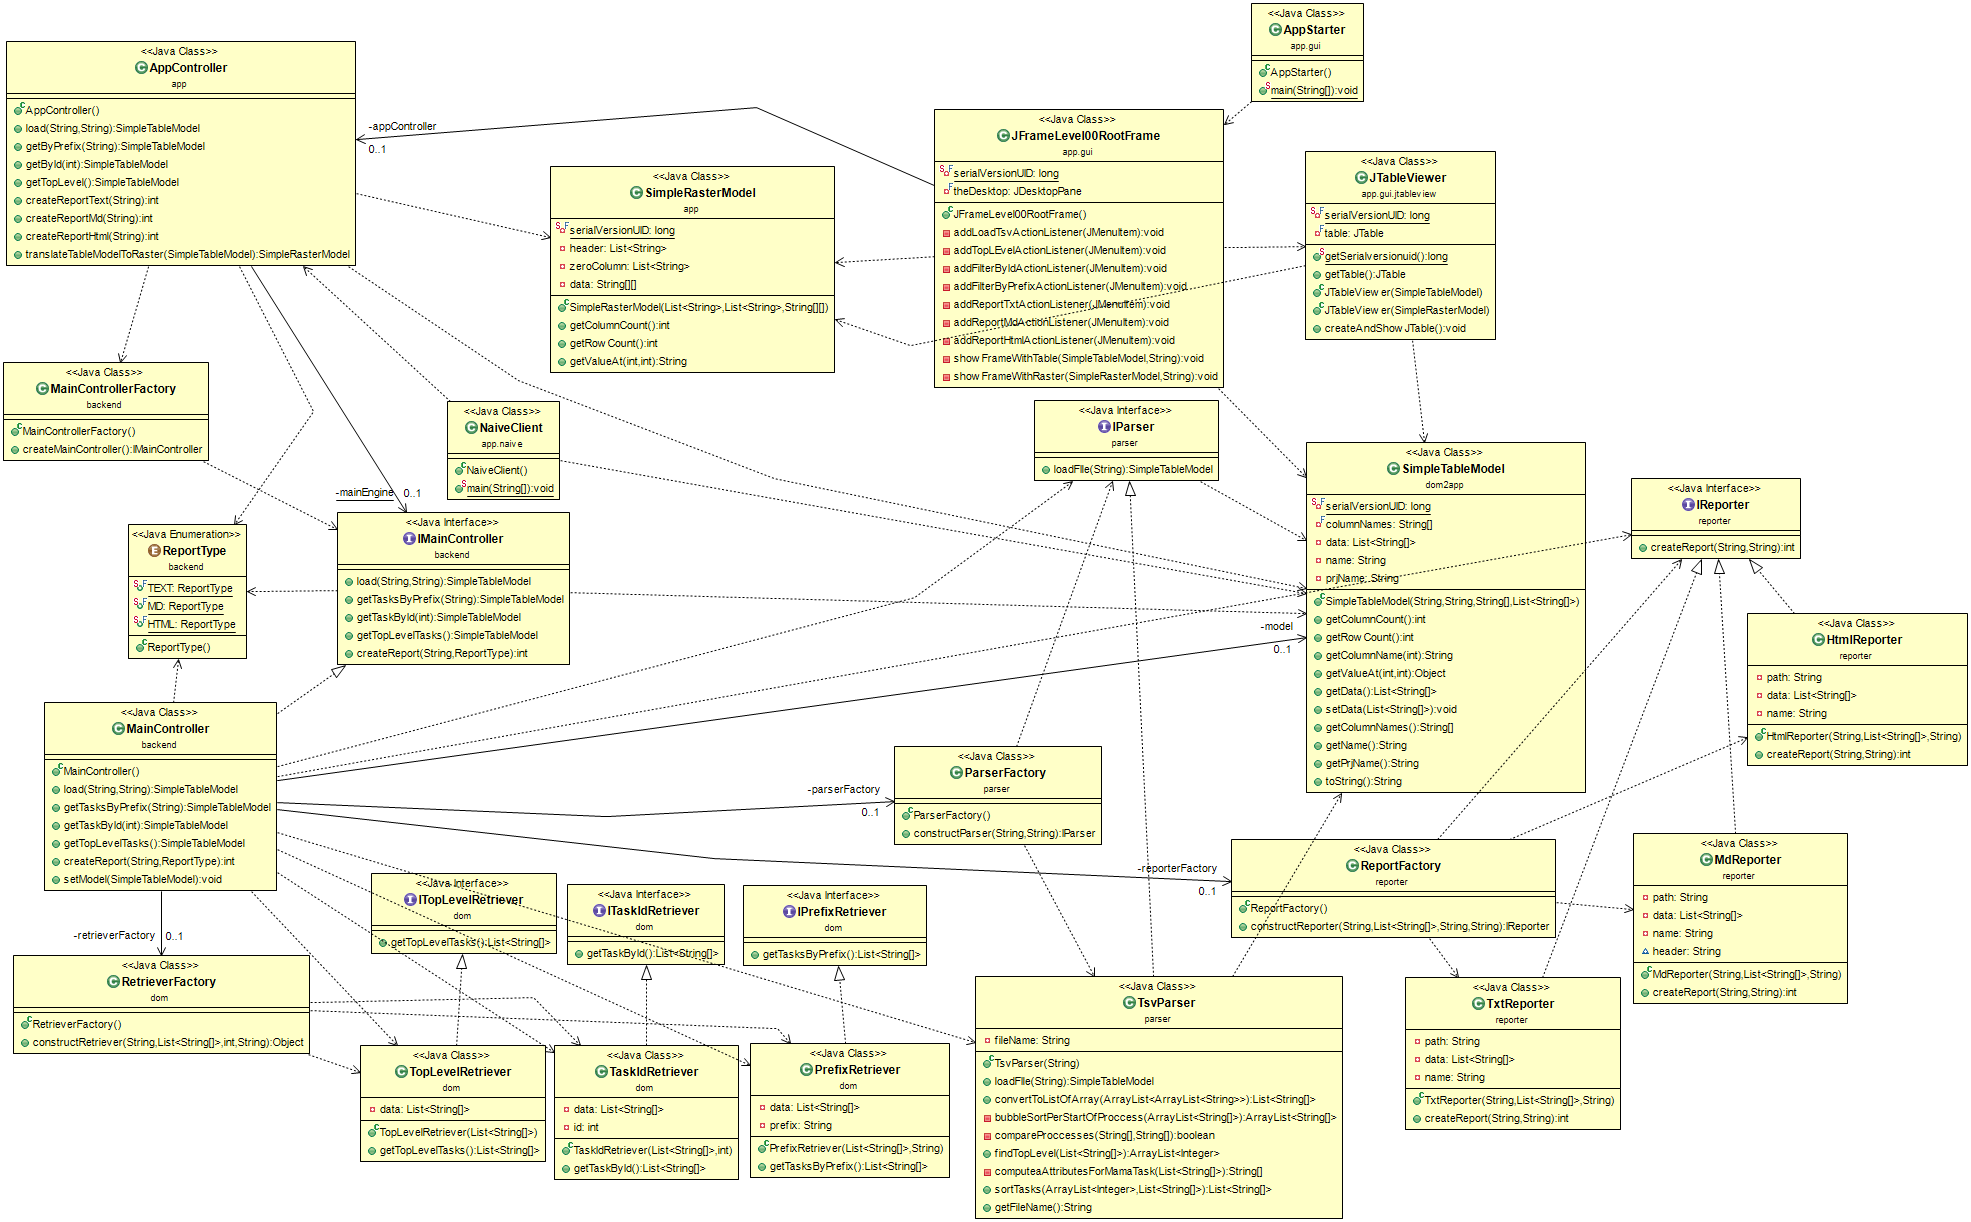 <<Java Class>>
AppStarter
app.gui
AppStarter()
main(String[]):void
<<Java Class>>
AppController
app
AppController()
load(String,String):SimpleTableModel
getByPrefix(String):SimpleTableModel
getById(int):SimpleTableModel
getTopLevel():SimpleTableModel
createReportText(String):int
createReportMd(String):int
createReportHtml(String):int
translateTableModelToRaster(SimpleTableModel):SimpleRasterModel
-appController
0..1
<<Java Class>>
JFrameLevel00RootFrame
app.gui
serialVersionUID: long
theDesktop: JDesktopPane
JFrameLevel00RootFrame()
addLoadTsvActionListener(JMenuItem):void
addTopLEvelActionListener(JMenuItem):void
addFilterByIdActionListener(JMenuItem):void
addFilterByPrefixActionListener(JMenuItem):void
addReportTxtActionListener(JMenuItem):void
addReportMdActionListener(JMenuItem):void
addReportHtmlActionListener(JMenuItem):void
showFrameWithTable(SimpleTableModel,String):void
showFrameWithRaster(SimpleRasterModel,String):void
<<Java Class>>
SimpleRasterModel
app
serialVersionUID: long
header: List<String>
zeroColumn: List<String>
data: String[][]
SimpleRasterModel(List<String>,List<String>,String[][])
getColumnCount():int
getRowCount():int
getValueAt(int,int):String
<<Java Class>>
JTableViewer
app.gui.jtableview
serialVersionUID: long
table: JTable
getSerialversionuid():long
getTable():JTable
JTableViewer(SimpleTableModel)
JTableViewer(SimpleRasterModel)
createAndShowJTable():void
<<Java Class>>
MainControllerFactory
backend
MainControllerFactory()
createMainController():IMainController
<<Java Class>>
NaiveClient
app.naive
NaiveClient()
main(String[]):void
<<Java Interface>>
IParser
parser
loadFile(String):SimpleTableModel
<<Java Class>>
SimpleTableModel
dom2app
serialVersionUID: long
columnNames: String[]
data: List<String[]>
name: String
prjName: String
SimpleTableModel(String,String,String[],List<String[]>)
getColumnCount():int
getRowCount():int
getColumnName(int):String
getValueAt(int,int):Object
getData():List<String[]>
setData(List<String[]>):void
getColumnNames():String[]
getName():String
getPrjName():String
toString():String
<<Java Interface>>
IReporter
reporter
createReport(String,String):int
-mainEngine
0..1
<<Java Enumeration>>
ReportType
backend
TEXT: ReportType
MD: ReportType
HTML: ReportType
ReportType()
<<Java Interface>>
IMainController
backend
load(String,String):SimpleTableModel
getTasksByPrefix(String):SimpleTableModel
getTaskById(int):SimpleTableModel
getTopLevelTasks():SimpleTableModel
createReport(String,ReportType):int
-model
0..1
<<Java Class>>
HtmlReporter
reporter
path: String
data: List<String[]>
name: String
HtmlReporter(String,List<String[]>,String)
createReport(String,String):int
<<Java Class>>
MainController
backend
MainController()
load(String,String):SimpleTableModel
getTasksByPrefix(String):SimpleTableModel
getTaskById(int):SimpleTableModel
getTopLevelTasks():SimpleTableModel
createReport(String,ReportType):int
setModel(SimpleTableModel):void
-parserFactory
0..1
<<Java Class>>
ParserFactory
parser
ParserFactory()
constructParser(String,String):IParser
-reporterFactory
0..1
<<Java Class>>
ReportFactory
reporter
ReportFactory()
constructReporter(String,List<String[]>,String,String):IReporter
<<Java Class>>
MdReporter
reporter
path: String
data: List<String[]>
name: String
header: String
MdReporter(String,List<String[]>,String)
createReport(String,String):int
<<Java Interface>>
ITopLevelRetriever
dom
getTopLevelTasks():List<String[]>
<<Java Interface>>
ITaskIdRetriever
dom
getTaskById():List<String[]>
<<Java Interface>>
IPrefixRetriever
dom
getTasksByPrefix():List<String[]>
-retrieverFactory
0..1
<<Java Class>>
RetrieverFactory
dom
RetrieverFactory()
constructRetriever(String,List<String[]>,int,String):Object
<<Java Class>>
TopLevelRetriever
dom
data: List<String[]>
TopLevelRetriever(List<String[]>)
getTopLevelTasks():List<String[]>
<<Java Class>>
TaskIdRetriever
dom
data: List<String[]>
id: int
TaskIdRetriever(List<String[]>,int)
getTaskById():List<String[]>
<<Java Class>>
PrefixRetriever
dom
data: List<String[]>
prefix: String
PrefixRetriever(List<String[]>,String)
getTasksByPrefix():List<String[]>
<<Java Class>>
TsvParser
parser
fileName: String
TsvParser(String)
loadFile(String):SimpleTableModel
convertToListOfArray(ArrayList<ArrayList<String>>):List<String[]>
bubbleSortPerStartOfProccess(ArrayList<String[]>):ArrayList<String[]>
compareProccesses(String[],String[]):boolean
findTopLevel(List<String[]>):ArrayList<Integer>
computeaAttributesForMamaTask(List<String[]>):String[]
sortTasks(ArrayList<Integer>,List<String[]>):List<String[]>
getFileName():String
<<Java Class>>
TxtReporter
reporter
path: String
data: List<String[]>
name: String
TxtReporter(String,List<String[]>,String)
createReport(String,String):int